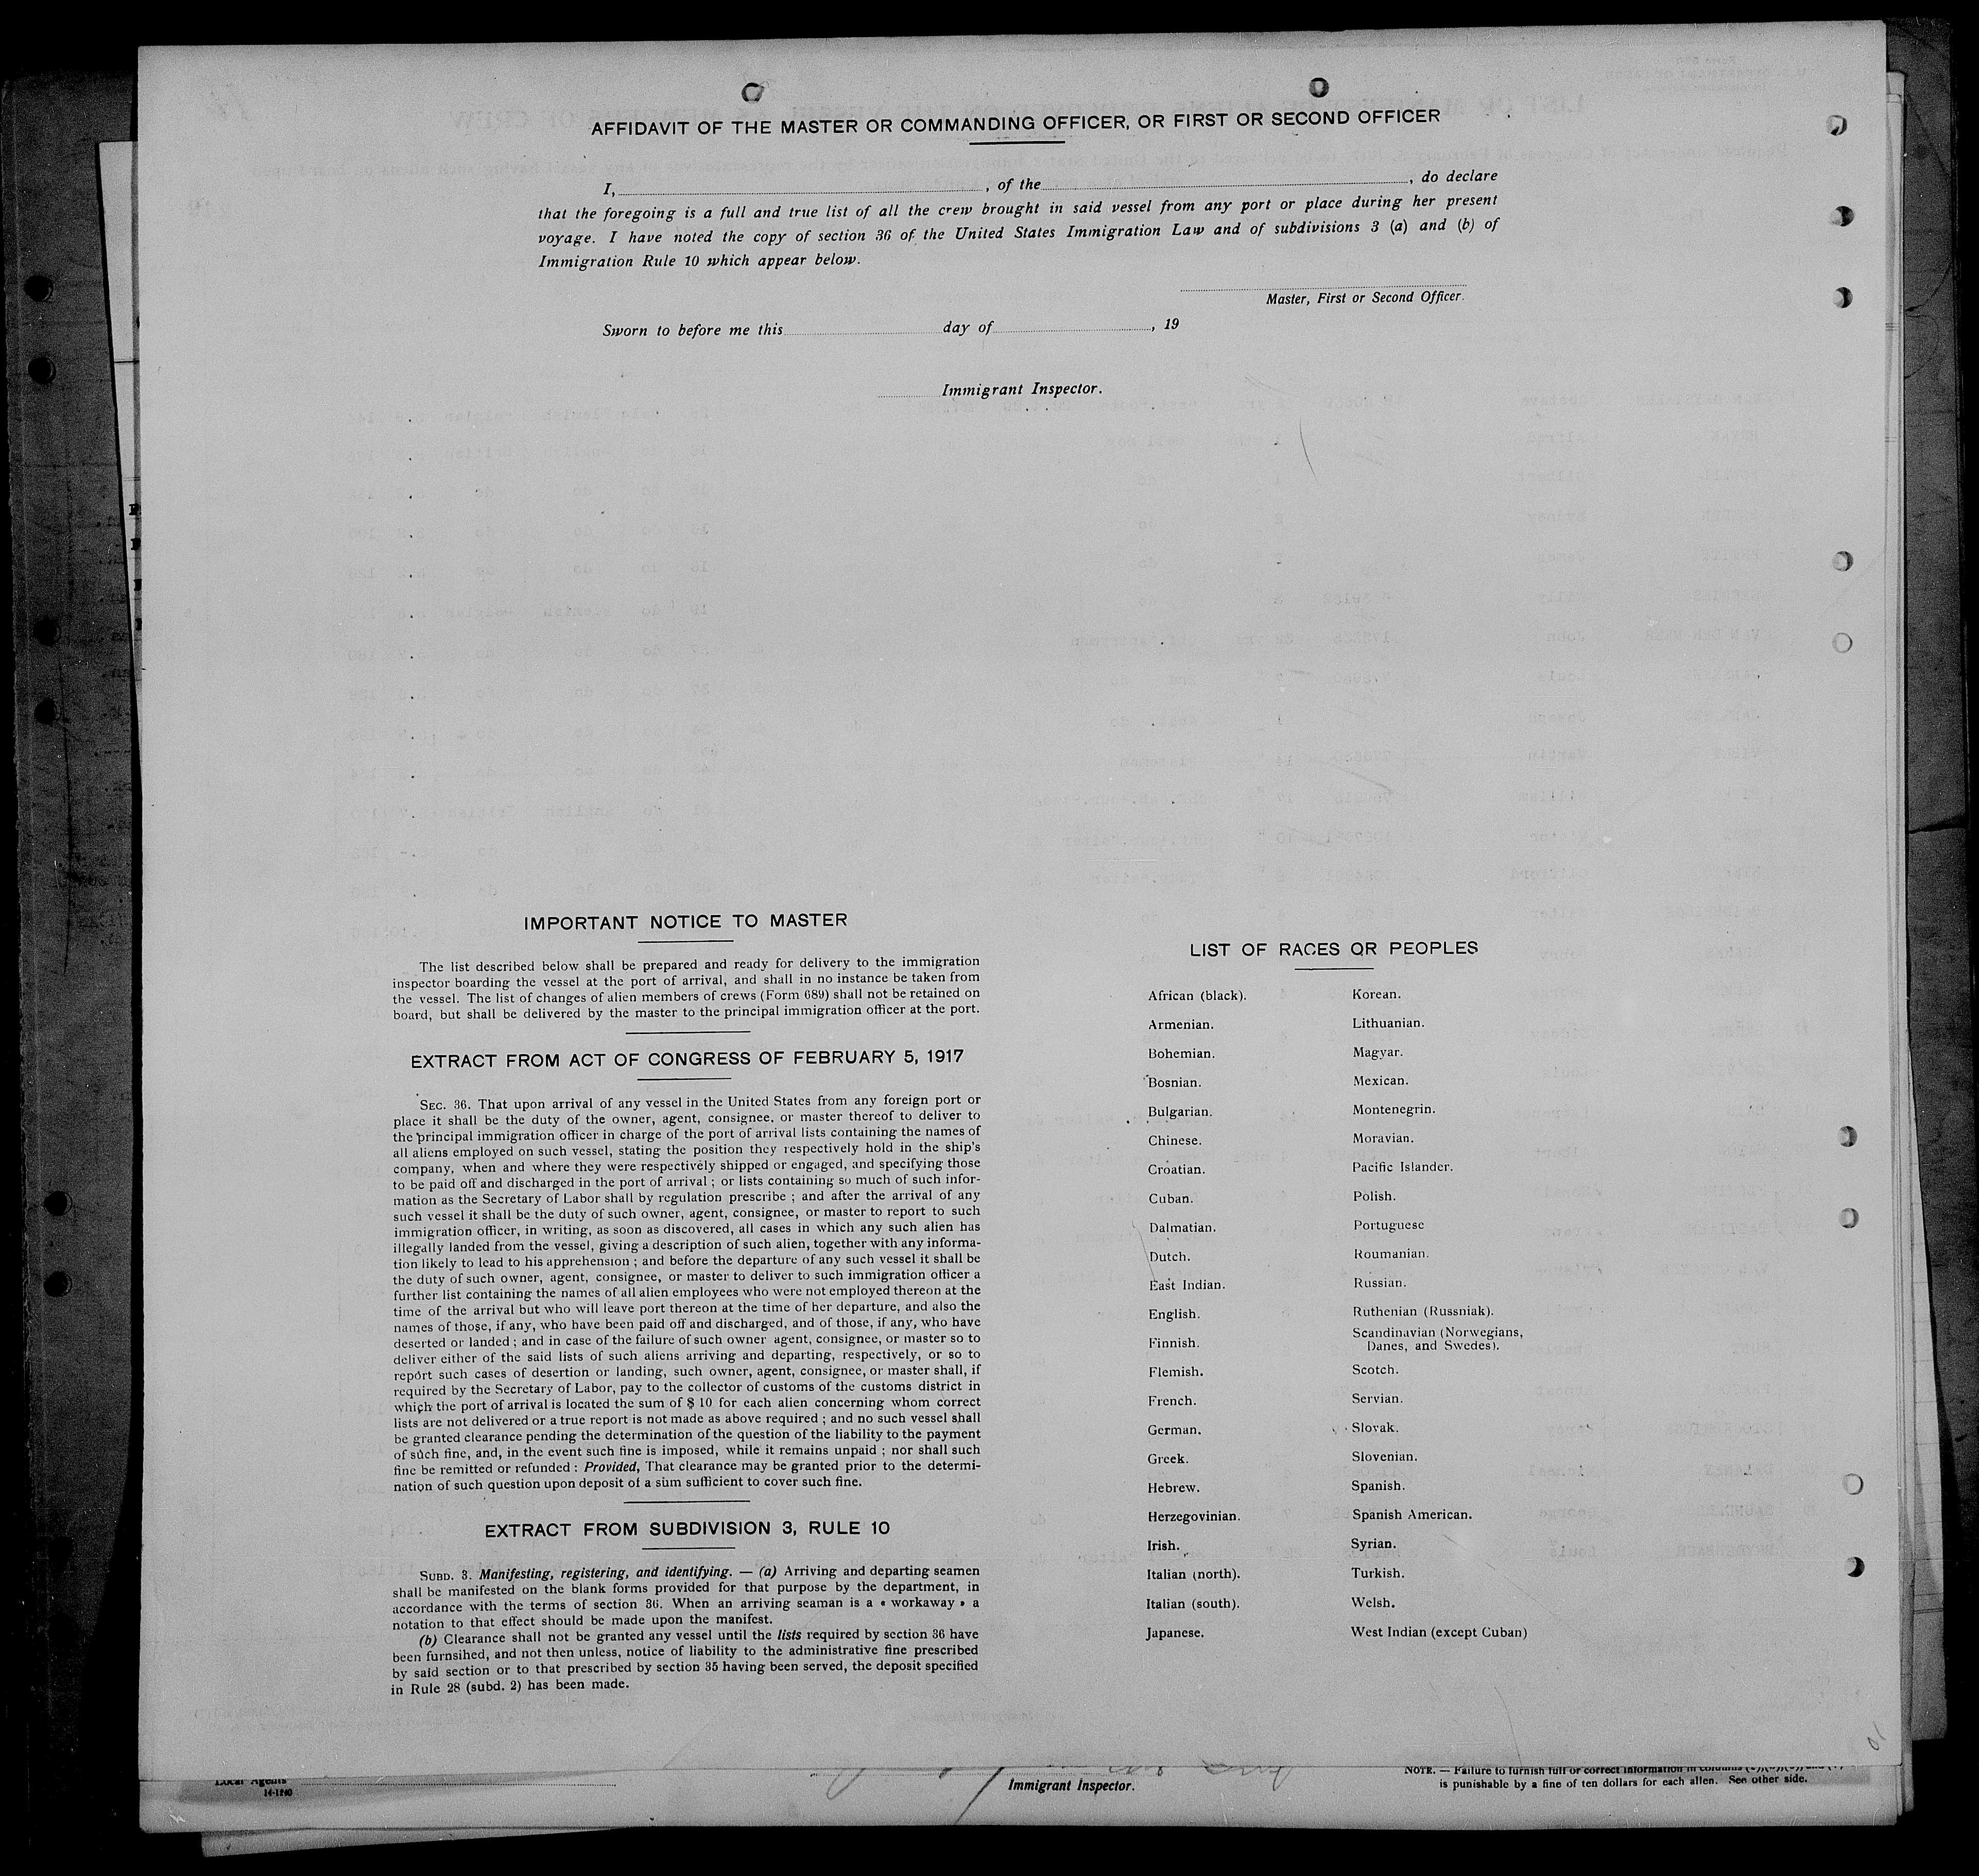 AFFIDAVIT OF THE MASTER OR COMMANDING OFFICER, OR FIRST OR SECOND OFFICER
I, , of the , do declare
that the foregoing is a full and true list of all the crew brought in said vessel from any port or place during her present
voyage. I have noted the copy of section 36 of the United States Immigration Law and of subdivisions 3 (a) and (b) of
Immigration Rule 10 which appear below.
Master, First or Second Officer.
Sworn to before me this day of , 19
Immigrant Inspector.
IMPORTANT NOTICE TO MASTER
The list described below shall be prepared and ready for delivery to the immigration
inspector boarding the vessel at the port of arrival, and shall in no instance be taken from
the vessel. The list of changes of alien members of crews (Form 689) shall not be retained on
board, but shall be delivered by the master to the principal immigration officer at the port.
EXTRACT FROM ACT OF CONGRESS OF FEBRUARY 5, 1917
SEC. 36. That upon arrival of any vessel in the United States from any foreign port or
place it shall be the duty of the owner, agent, consignee, or master thereof to deliver to
the principal immigration officer in charge of the port of arrival lists containing the names of
all aliens employed on such vessel, stating the position they respectively hold in the ship's
company, when and where they were respectively shipped or engaged, and specifying those
to be paid off and discharged in the port of arrival ; or lists containing so much of such infor-
mation as the Secretary of Labor shall by regulation prescribe ; and after the arrival of any
such vessel it shall be the duty of such owner, agent, consignee, or master to report to such
immigration officer, in writing, as soon as discovered, all cases in which any such alien has
illegally landed from the vessel, giving a description of such alien, together with any informa-
tion likely to lead to his apprehension ; and before the departure of any such vessel it shall be
the duty of such owner, agent, consignee, or master to deliver to such immigration officer a
further list containing the names of all alien employees who were not employed thereon at the
time of the arrival but who will leave port thereon at the time of her departure, and also the
names of those, if any, who have been paid off and discharged, and of those, if any, who have
deserted or landed ; and in case of the failure of such owner agent, consignee, or master so to
deliver either of the said lists of such aliens arriving and departing, respectively, or so to
report such cases of desertion or landing, such owner, agent, consignee, or master shall, if
required by the Secretary of Labor, pay to the collector of customs of the customs district in
which the port of arrival is located the sum of $ 10 for each alien concerning whom correct
lists are not delivered or a true report is not made as above required ; and no such vessel shall
be granted clearance pending the determination of the question of the liability to the payment
of such fine, and, in the event such fine is imposed, while it remains unpaid ; nor shall such
fine be remitted or refunded : Provided, That clearance may be granted prior to the determi-
nation of such question upon deposit of a sum sufficient to cover such fine.
EXTRACT FROM SUBDIVISION 3, RULE 10
SUBD. 3. Manifesting, registering, and identifying. — (a) Arriving and departing seamen
shall be manifested on the blank forms provided for that purpose by the department, in
accordance with the terms of section 36. When an arriving seaman is a « workaway » a
notation to that effect should be made upon the manifest.
(b) Clearance shall not be granted any vessel until the lists required by section 36 have
been furnsihed, and not then unless, notice of liability to the administrative fine prescribed
by said section or to that prescribed by section 35 having been served, the deposit specified
in Rule 28 (subd. 2) has been made.
LIST OF RACES OR PEOPLES
African (black).
Armenian.
Bohemian.
Bosnian.
Bulgarian.
Chinese.
Croatian.
Cuban.
Dalmatian.
Dutch.
East Indian.
English.
Finnish.
Flemish.
French.
German.
Greek.
Hebrew.
Herzegovinian.
Irish.
Italian (north).
Italian (south).
Japanese.
Korean.
Lithuanian.
Magyar.
Mexican.
Montenegrin.
Moravian.
Pacific Islander.
Polish.
Portuguese
Roumanian.
Russian.
Ruthenian (Russniak).
Scandinavian (Norwegians,
Danes, and Swedes).
Scotch.
Servian.
Slovak.
Slovenian.
Spanish.
Spanish American.
Syrian.
Turkish.
Welsh.
West Indian (except Cuban)
Local Agents
14-1240
Immigrant Inspector.
NOTE. — Failure to furnish full or correct information in columns
is punishable by a fine of ten dollars for each alien. See other side.